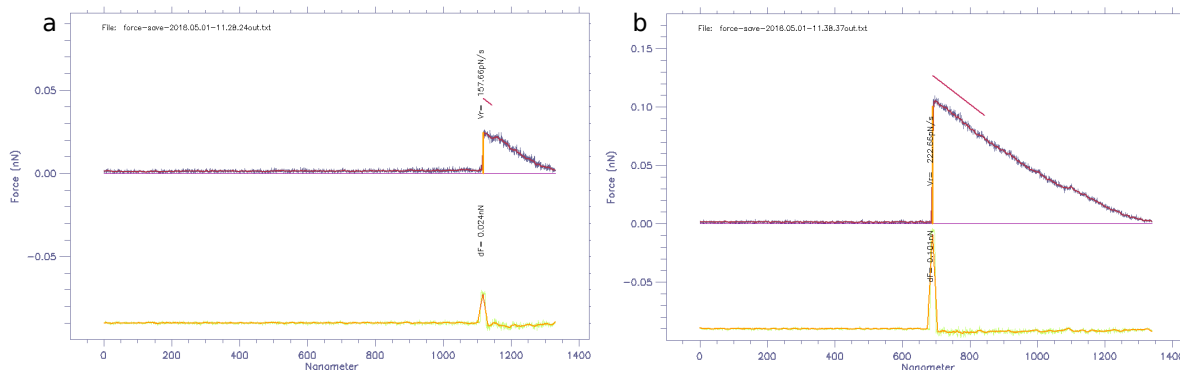 a
File: force-save-2016.05.01-11.28.24out.txt
Vr= 157.66pN/s
dF= 0.024nN
Force (nN)
0.05
0.00
-0.05
0
200
400
600
800
1000
1200
1400
Nanometer
b
File: force-save-2016.05.01-11.38.37out.txt
Vr= 222.66pN/s
dF= 0.101nN
Force (nN)
0.15
0.10
0.05
0.00
-0.05
0
200
400
600
800
1000
1200
1400
Nanometer